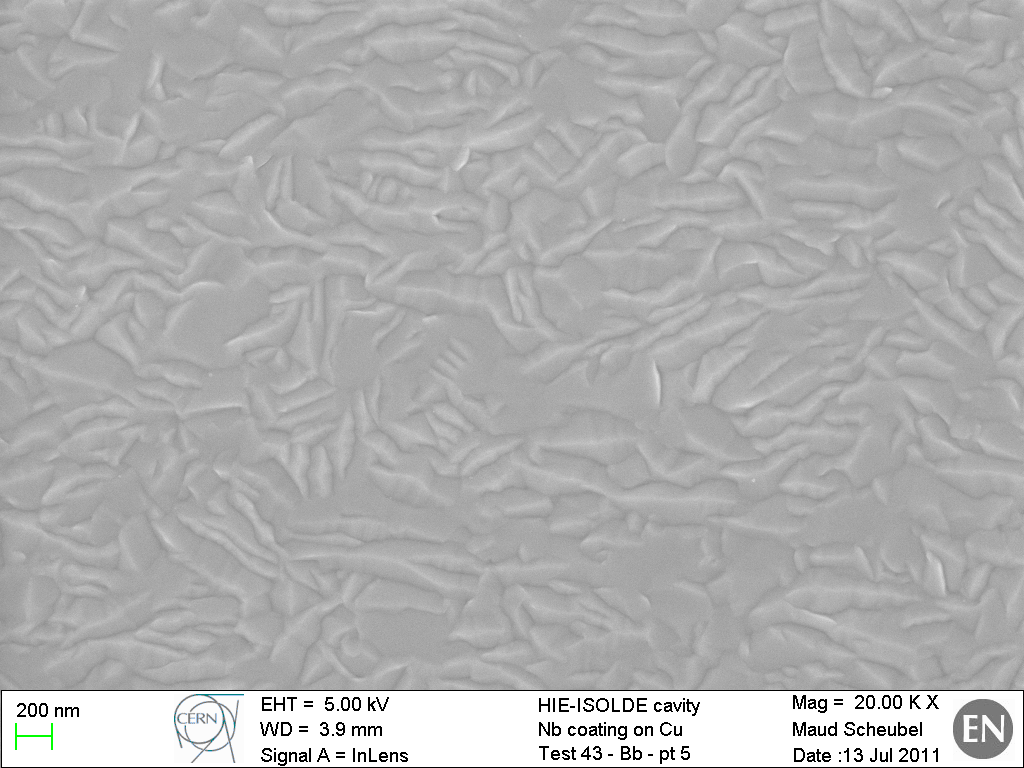 200 nm
CERN
EHT = 5.00 kV
WD = 3.9 mm
Signal A = InLens
HIE-ISOLDE cavity
Nb coating on Cu
Test 43 - Bb - pt 5
Mag = 20.00 K X
Maud Scheubel
Date :13 Jul 2011
EN